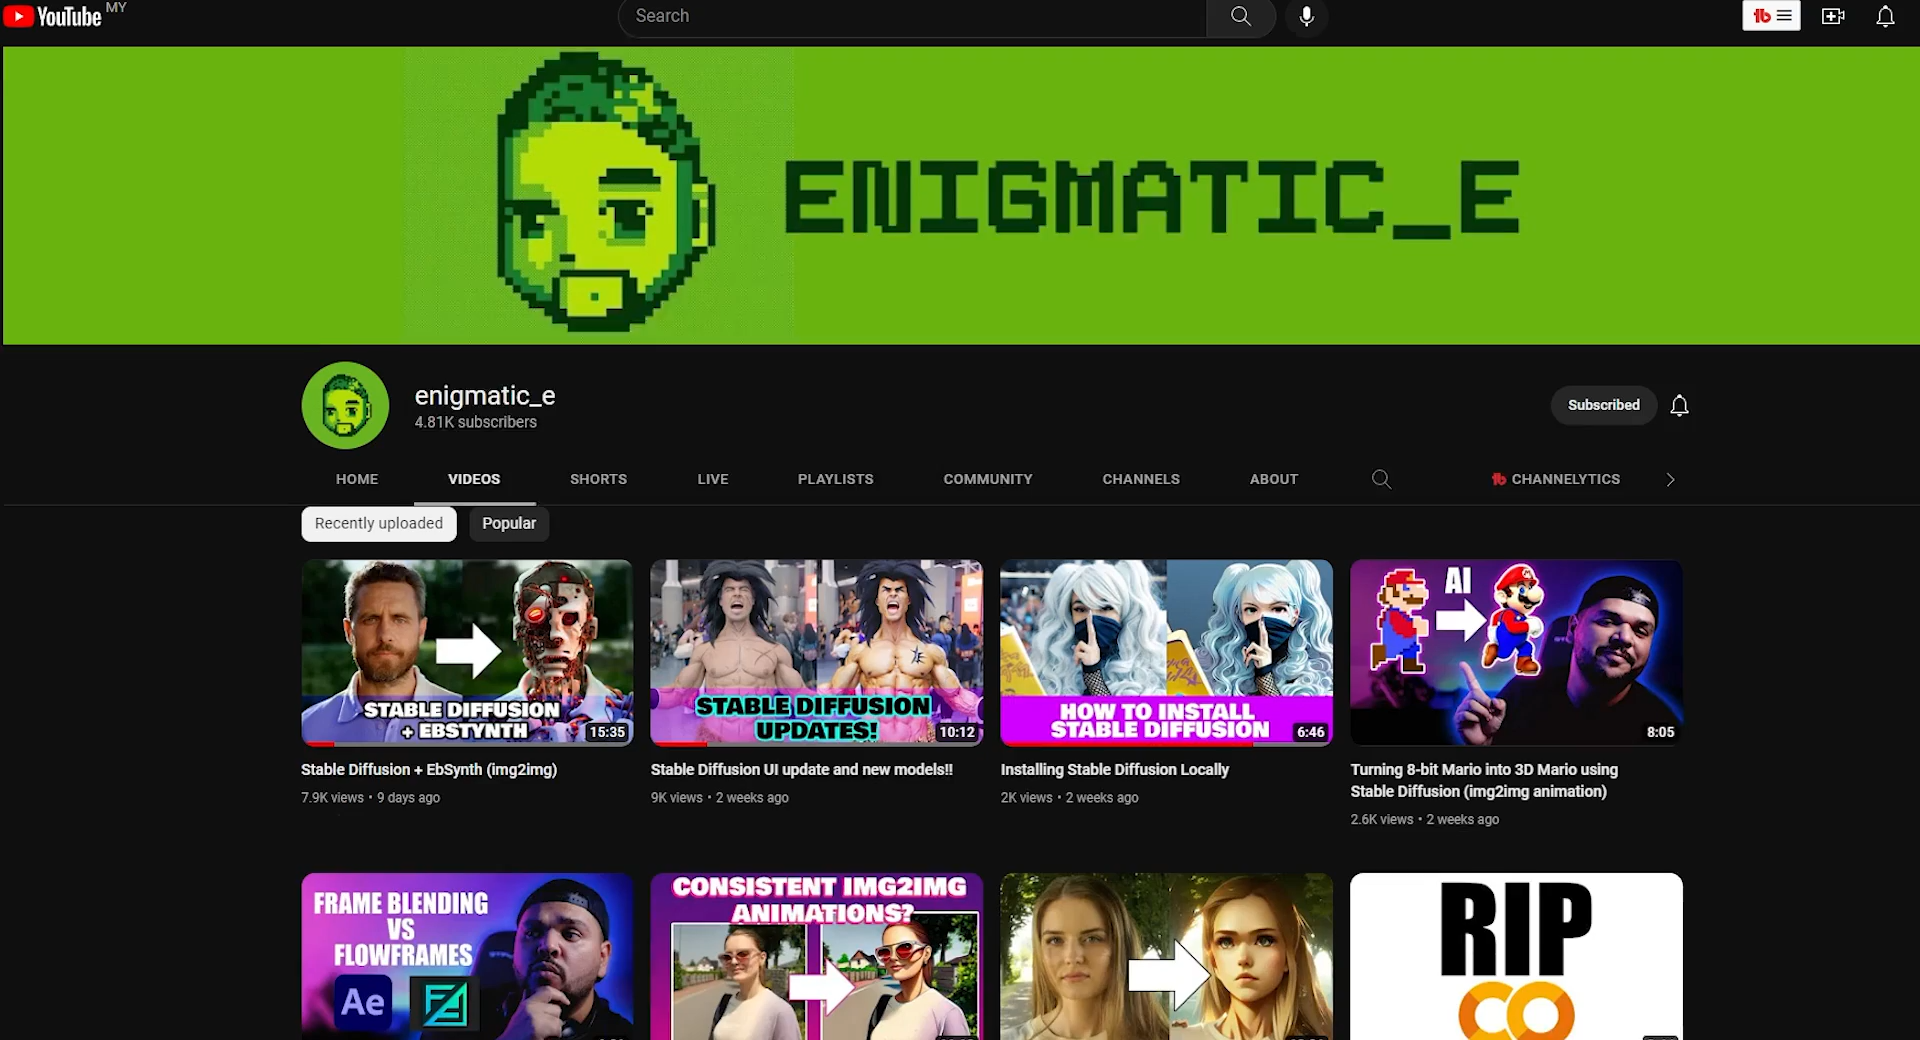 YouTube MY
Search
ENIGMATIC_E
enigmatic_e
4.81K subscribers
Subscribed
HOME
VIDEOS
SHORTS
LIVE
PLAYLISTS
COMMUNITY
CHANNELS
ABOUT
CHANNELYTICS
Recently uploaded
Popular
STABLE DIFFUSION
+ EBSTYNTH
15:35
Stable Diffusion + EbSynth (img2img)
7.9K views • 9 days ago
STABLE DIFFUSION
UPDATES!
10:12
Stable Diffusion UI update and new models!!
9K views • 2 weeks ago
HOW TO INSTALL
STABLE DIFFUSION
6:46
Installing Stable Diffusion Locally
2K views • 2 weeks ago
AI
8:05
Turning 8-bit Mario into 3D Mario using
Stable Diffusion (img2img animation)
2.6K views • 2 weeks ago
FRAME BLENDING
VS
FLOWFRAMES
Ae
CONSISTENT IMG2IMG
ANIMATIONS?
RIP
CO